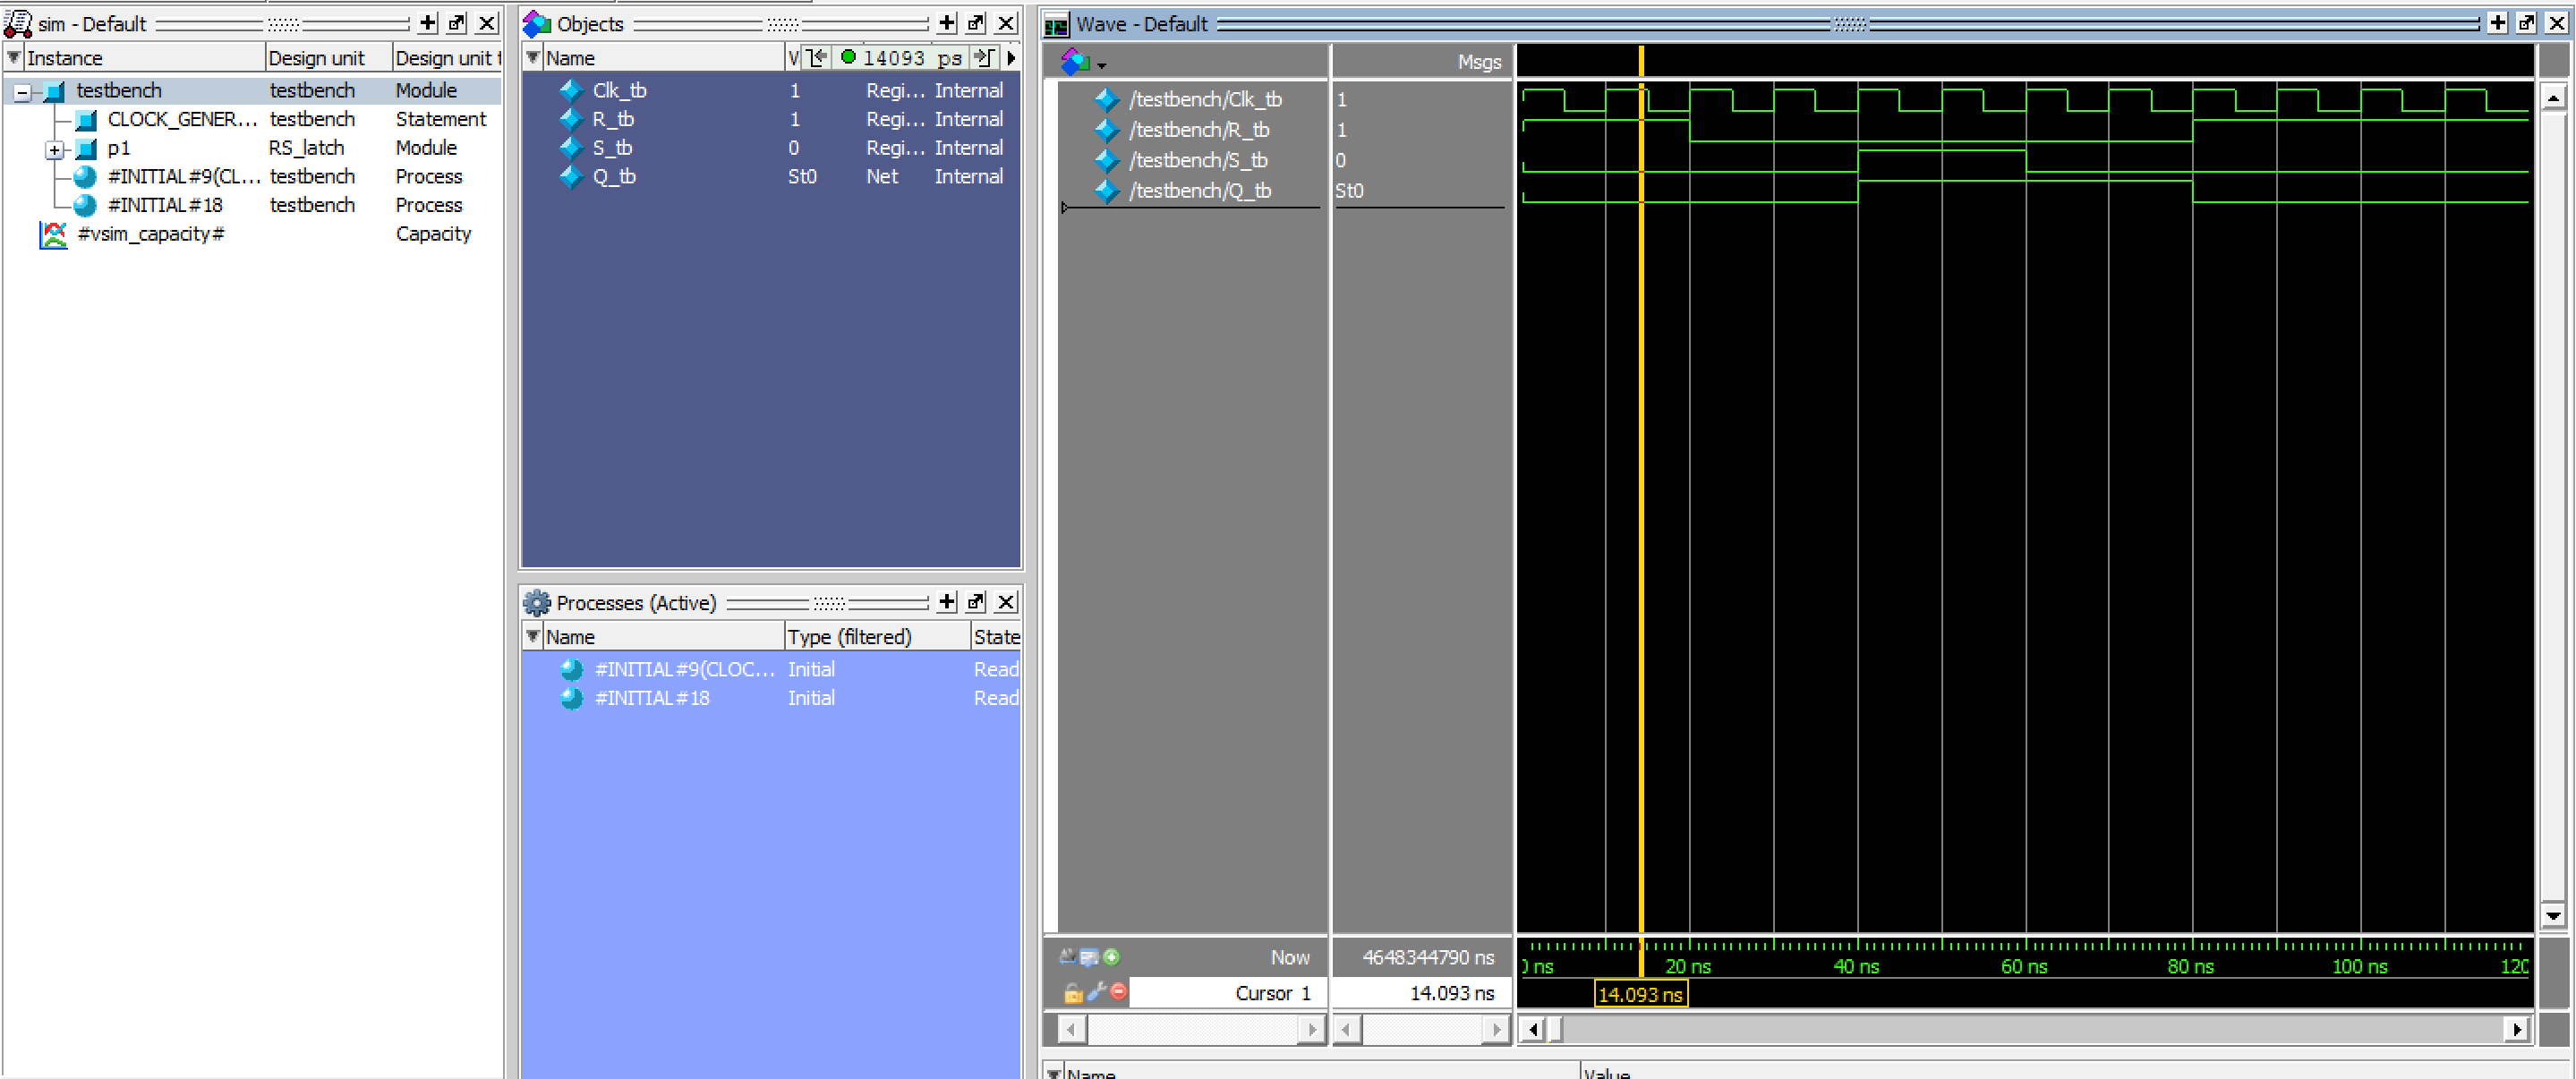 sim - Default
Instance Design unit Design unit t
testbench testbench Module
CLOCK_GENER... testbench Statement
p1 RS_latch Module
#INITIAL#9(CL... testbench Process
#INITIAL#18 testbench Process
#vsim_capacity# Capacity
Objects
Name V 14093 ps
Clk_tb 1 Regi... Internal
R_tb 1 Regi... Internal
S_tb 0 Regi... Internal
Q_tb St0 Net Internal
Processes (Active)
Name Type (filtered) State
#INITIAL#9(CLOC... Initial Read
#INITIAL#18 Initial Read
Wave - Default
Msgs
/testbench/Clk_tb 1
/testbench/R_tb 1
/testbench/S_tb 0
/testbench/Q_tb St0
Now 4648344790 ns
ns 20 ns 40 ns 60 ns 80 ns 100 ns 120
Cursor 1 14.093 ns 14.093 ns
Name Value